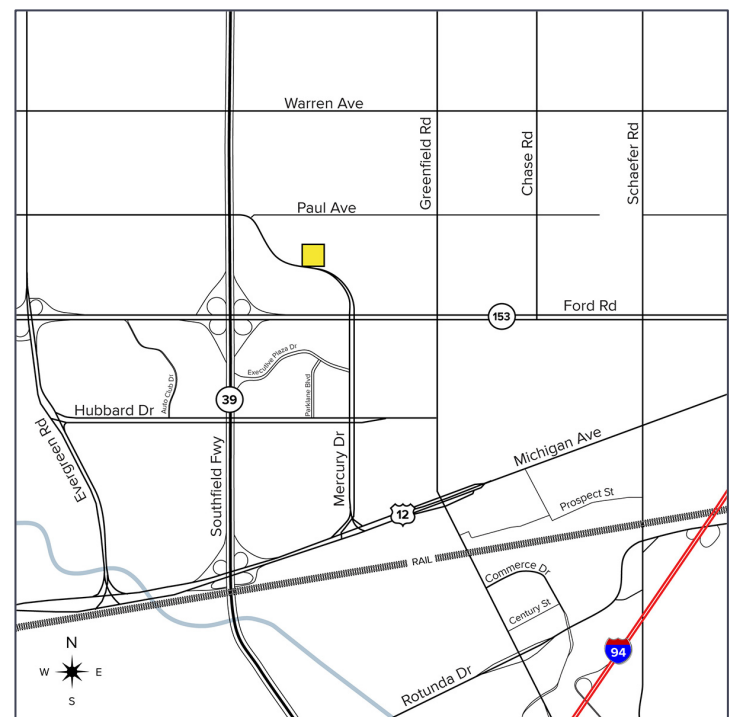 Warren Ave
Greenfield Rd
Chase Rd
Schaefer Rd
Paul Ave
Ford Rd
153
Executive Plaza Dr
Auto Club Dr
Parklane Blvd
39
Hubbard Dr
Evergreen Rd
Southfield Fwy
Mercury Dr
Michigan Ave
12
Prospect St
RAIL
Commerce Dr
Century St
N
W E
S
94
Rotunda Dr